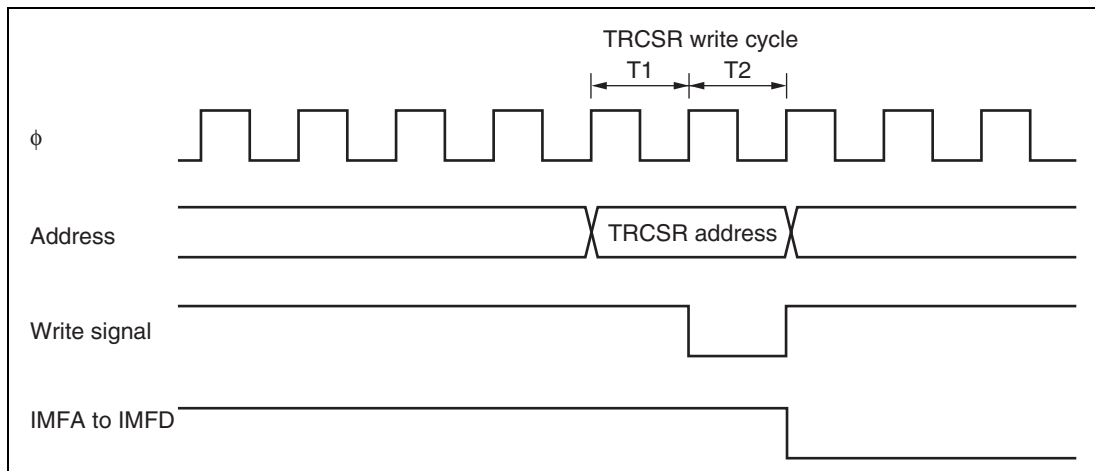 TRCSR write cycle
T1 T2
ϕ
Address
TRCSR address
Write signal
IMFA to IMFD